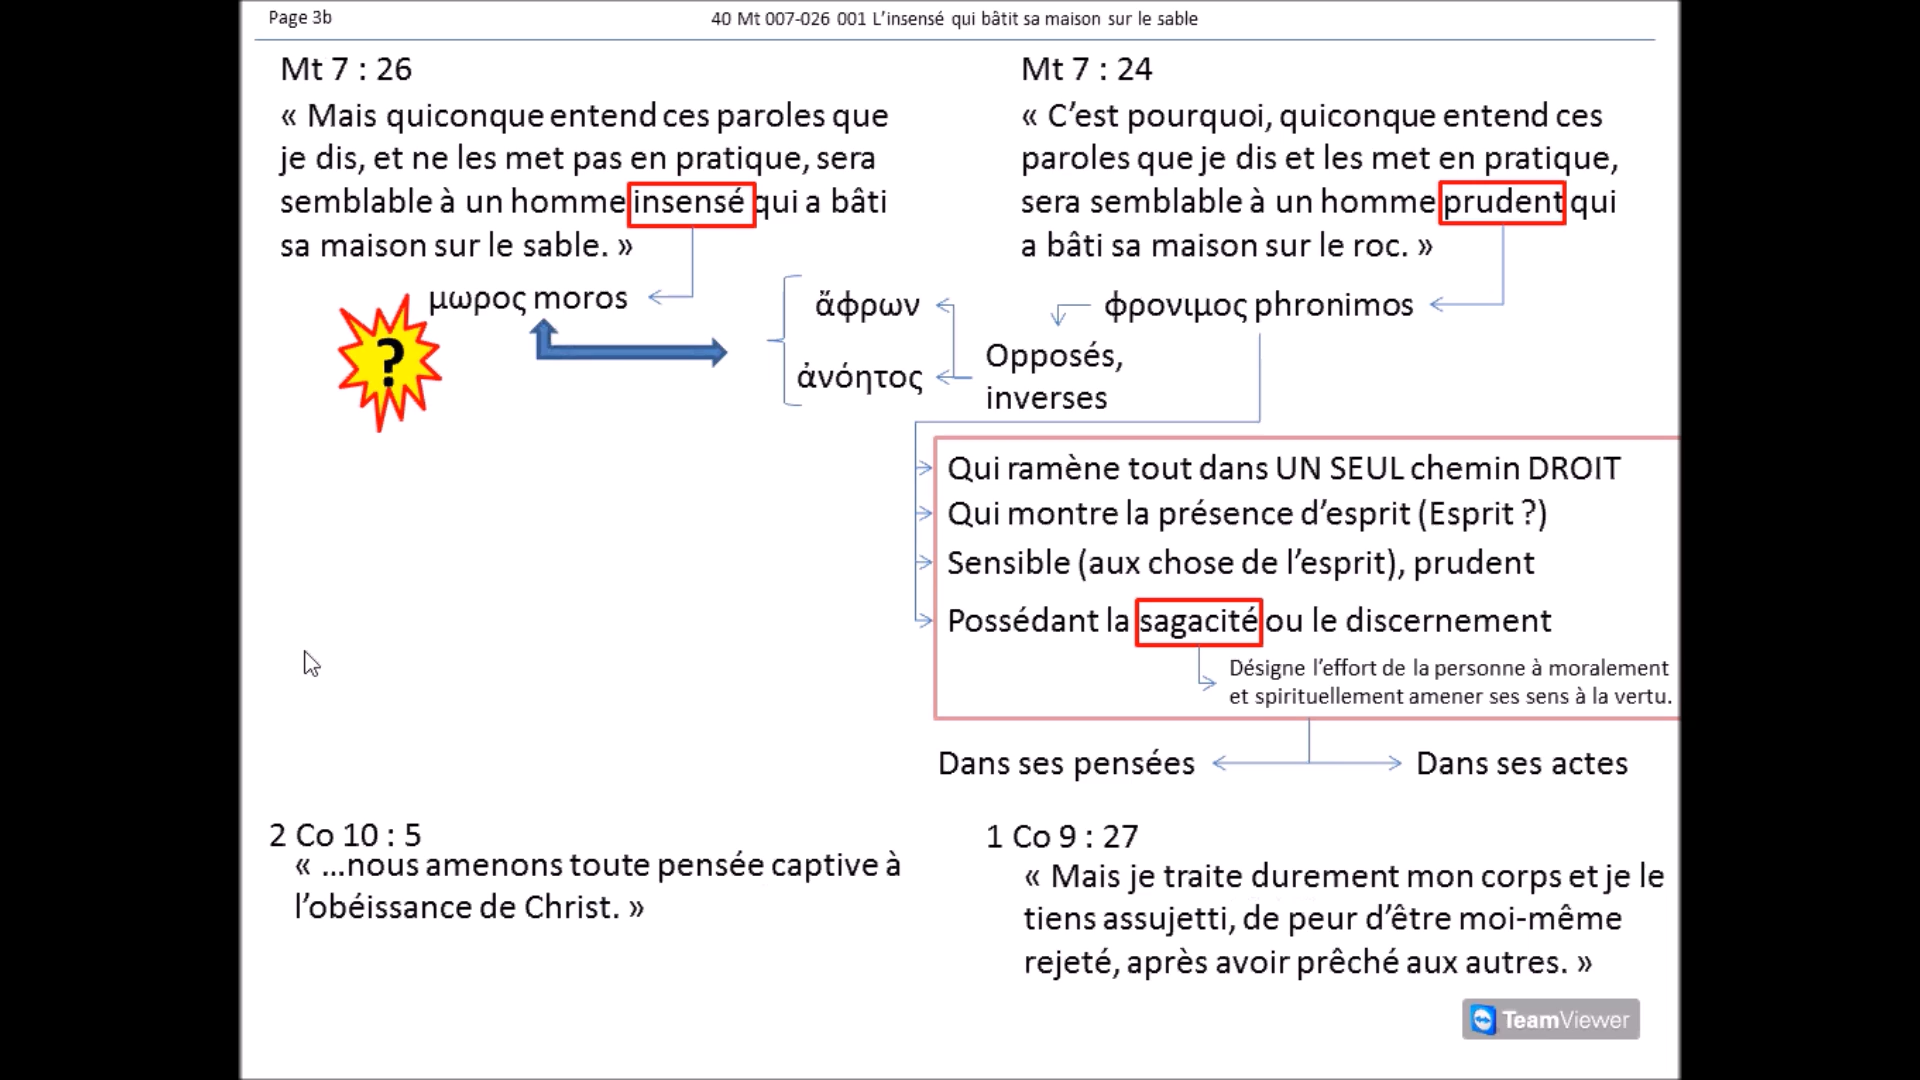 Page 3b
40 Mt 007-026 001 L’insensé qui bâtit sa maison sur le sable
Mt 7 : 26
« Mais quiconque entend ces paroles que
je dis, et ne les met pas en pratique, sera
semblable à un homme insensé qui a bâti
sa maison sur le sable. »
Mt 7 : 24
« C’est pourquoi, quiconque entend ces
paroles que je dis et les met en pratique,
sera semblable à un homme prudent qui
a bâti sa maison sur le roc. »
?
μωρος moros
ἄφρων
ἀνόητος
φρονιμος phronimos
Opposés,
inverses
Qui ramène tout dans UN SEUL chemin DROIT
Qui montre la présence d’esprit (Esprit ?)
Sensible (aux chose de l’esprit), prudent
Possédant la sagacité ou le discernement
Désigne l’effort de la personne à moralement
et spirituellement amener ses sens à la vertu.
Dans ses pensées
Dans ses actes
2 Co 10 : 5
« …nous amenons toute pensée captive à
l’obéissance de Christ. »
1 Co 9 : 27
« Mais je traite durement mon corps et je le
tiens assujetti, de peur d’être moi-même
rejeté, après avoir prêché aux autres. »
TeamViewer